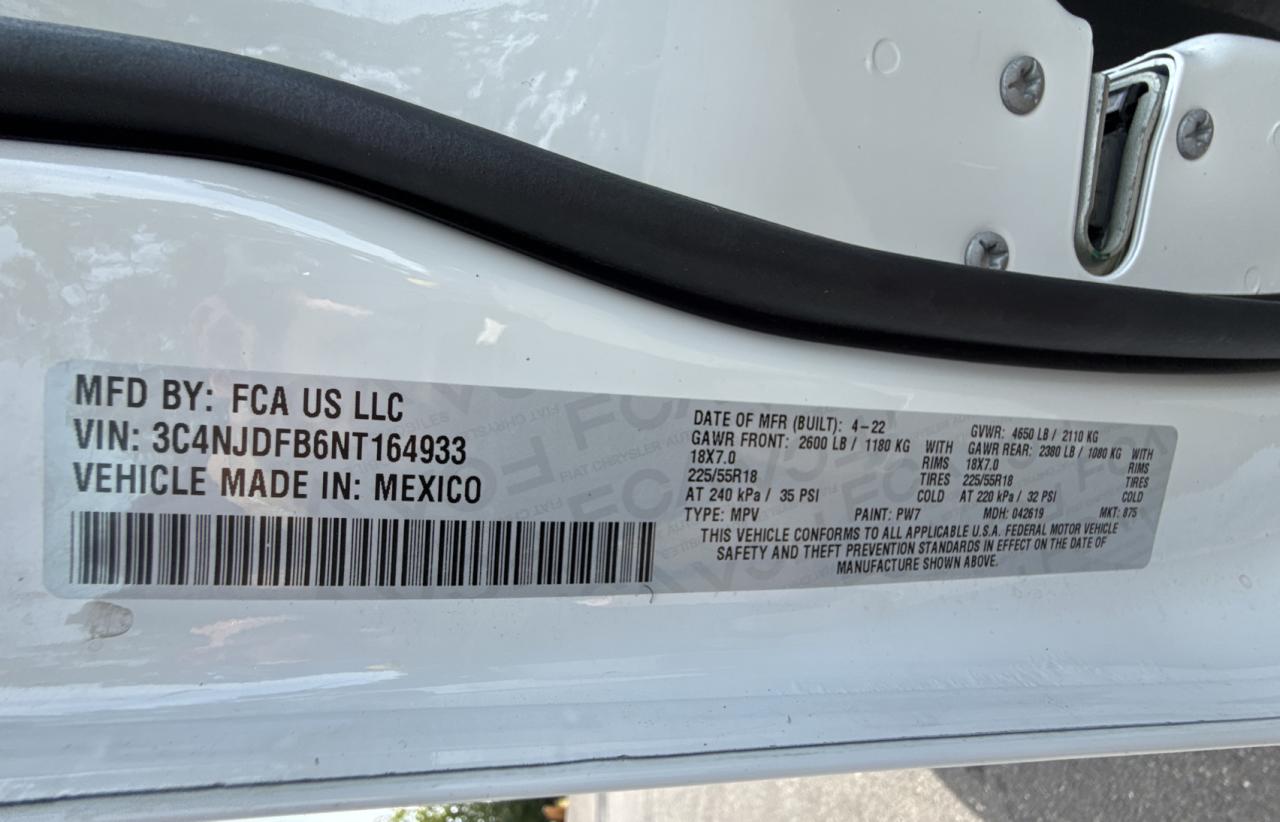 MFD BY: FCA US LLC
VIN: 3C4NJDFB6NT164933
VEHICLE MADE IN: MEXICO
DATE OF MFR (BUILT): 4-22 GVWR: 4650 LB / 2110 KG
GAWR FRONT: 2600 LB / 1180 KG WITH GAWR REAR: 2380 LB / 1080 KG WITH
18X7.0 RIMS 18X7.0 RIMS
225/55R18 TIRES 225/55R18 TIRES
AT 240 kPa / 35 PSI COLD AT 220 kPa / 32 PSI COLD
TYPE: MPV PAINT: PW7 MDH: 042619 MKT: 875
THIS VEHICLE CONFORMS TO ALL APPLICABLE U.S.A. FEDERAL MOTOR VEHICLE
SAFETY AND THEFT PREVENTION STANDARDS IN EFFECT ON THE DATE OF
MANUFACTURE SHOWN ABOVE.